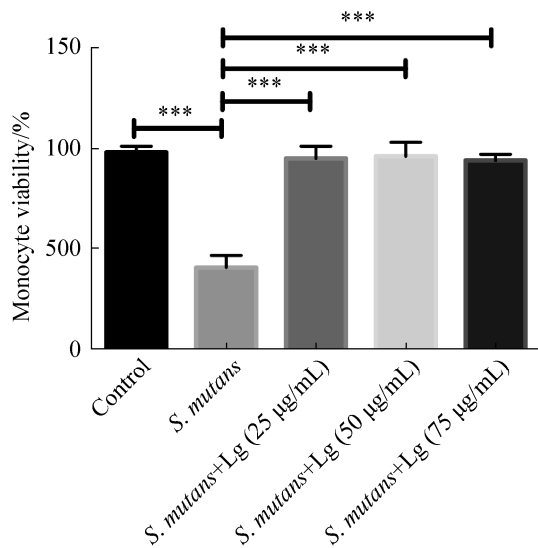 ***
150
***
***
***
100
500
0
Monocyte viability/%
Control
S. mutans
S. mutans+Lg (25 μg/mL)
S. mutans+Lg (50 μg/mL)
S. mutans+Lg (75 μg/mL)